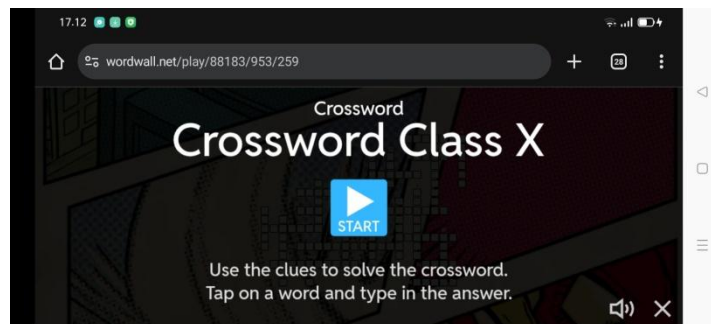 17.12
wordwall.net/play/88183/953/259
28
Crossword
Crossword Class X
START
Use the clues to solve the crossword.
Tap on a word and type in the answer.